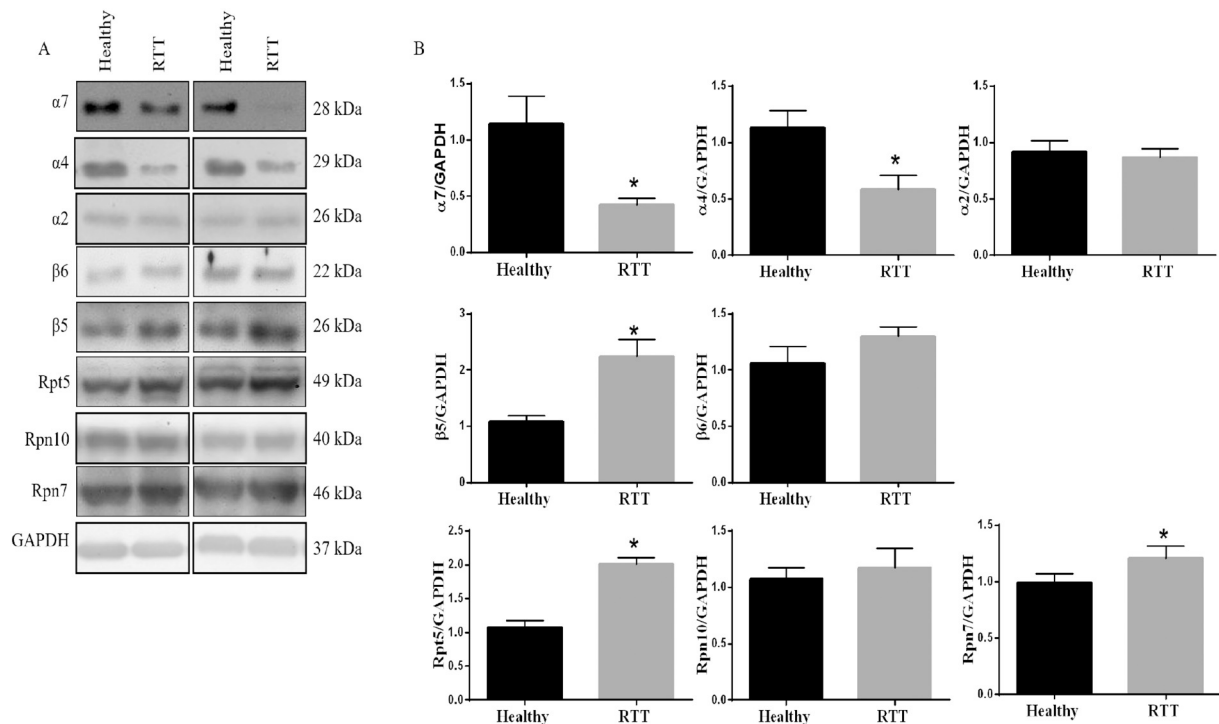 A
Healthy RTT Healthy RTT
α7 28 kDa
α4 29 kDa
α2 26 kDa
β6 22 kDa
β5 26 kDa
Rpt5 49 kDa
Rpn10 40 kDa
Rpn7 46 kDa
GAPDH 37 kDa
B
α7/GAPDH
1.5
1.0
0.5
0.0
*
Healthy RTT
α4/GAPDH
1.5
1.0
0.5
0.0
*
Healthy RTT
α2/GAPDH
1.5
1.0
0.5
0.0
Healthy RTT
β5/GAPDH
3
2
1
0
*
Healthy RTT
β6/GAPDH
1.5
1.0
0.5
0.0
Healthy RTT
Rpt5/GAPDH
2.5
2.0
1.5
1.0
0.5
0.0
*
Healthy RTT
Rpn10/GAPDH
1.5
1.0
0.5
0.0
Healthy RTT
Rpn7/GAPDH
1.5
1.0
0.5
0.0
*
Healthy RTT